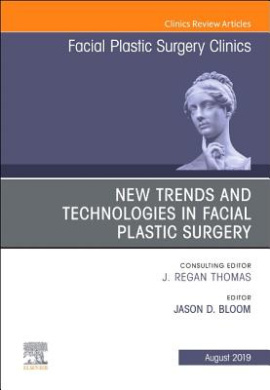 Clinics Review Articles
Facial Plastic Surgery Clinics
NEW TRENDS AND
TECHNOLOGIES IN FACIAL
PLASTIC SURGERY
CONSULTING EDITOR
J. REGAN THOMAS
EDITOR
JASON D. BLOOM
ELSEVIER
August 2019